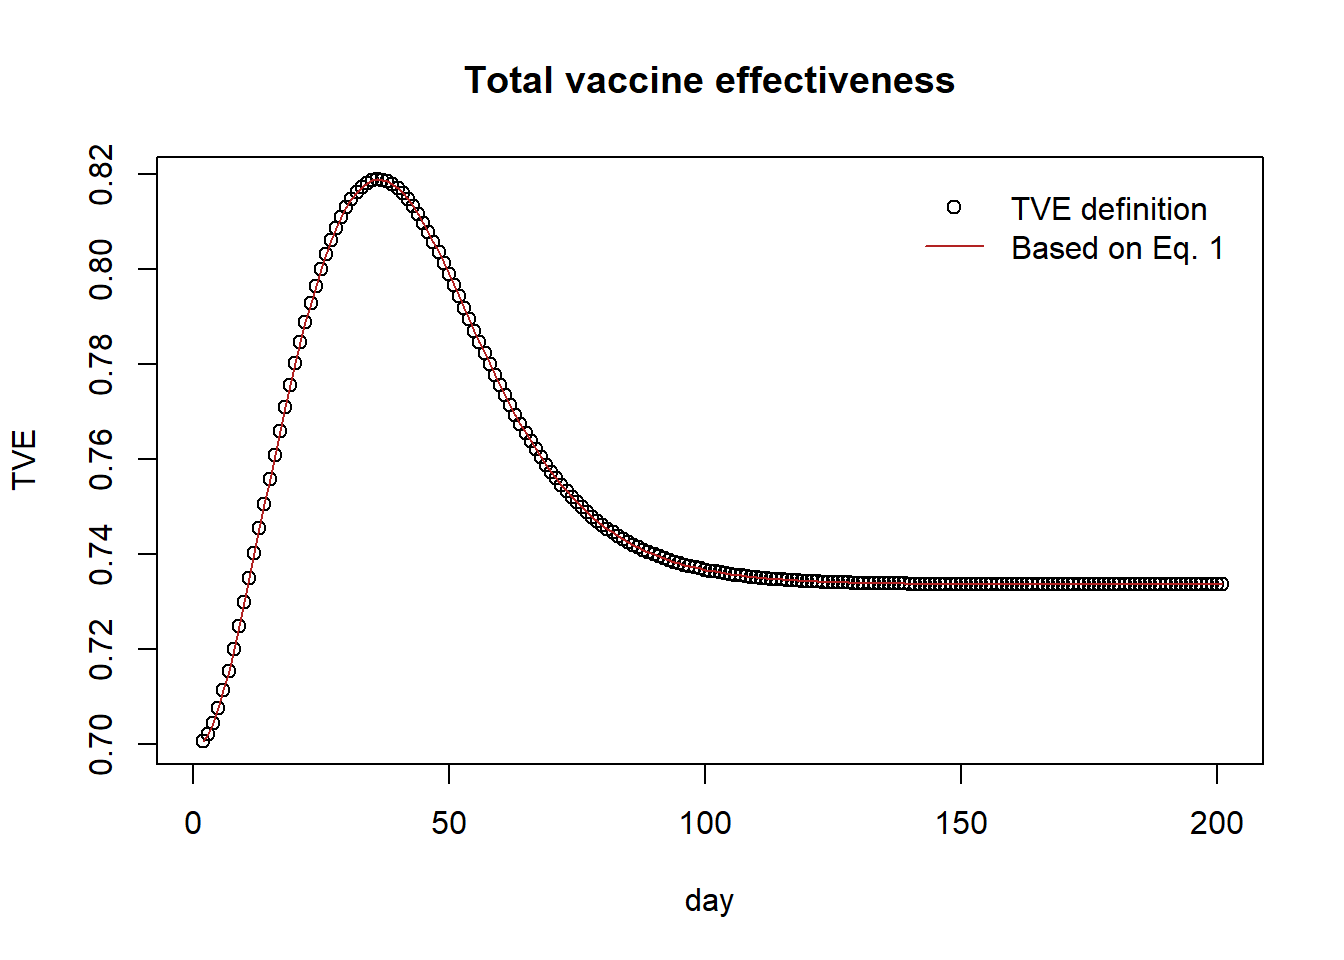 Total vaccine effectiveness
TVE definition
Based on Eq. 1
0.82
0.80
0.78
0.76
0.74
0.72
0.70
TVE
0 50 100 150 200
day